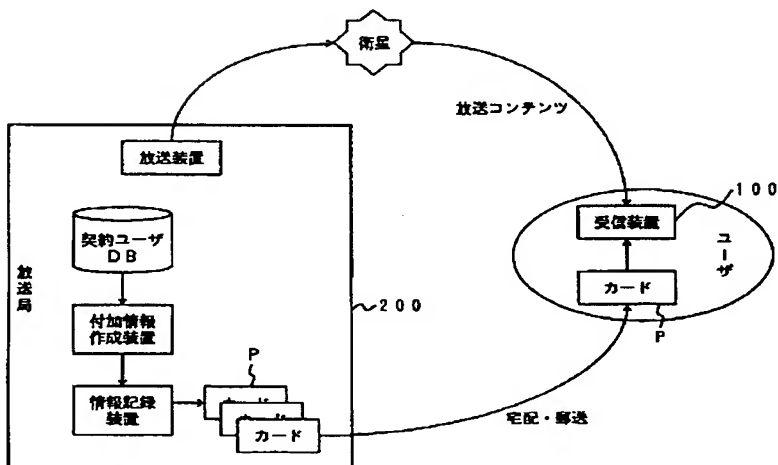 衛星
放送コンテンツ
放送装置
100
受信装置
ユーザ
カード
P
契約ユーザ
DB
放送局
200
付加情報
作成装置
P
情報記録
装置
カード
宅配・郵送